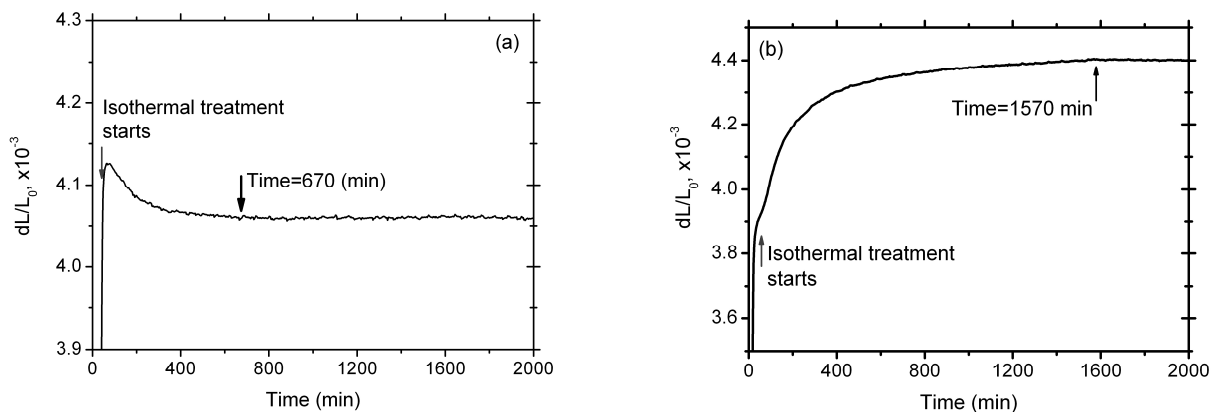 4.3
(a)
4.2
Isothermal treatment
starts
4.1
Time=670 (min)
4.0
3.9
dL/L₀, x10⁻³
0 400 800 1200 1600 2000
Time (min)
4.4
(b)
Time=1570 min
4.2
4.0
3.8
Isothermal treatment
starts
3.6
dL/L₀, x10⁻³
0 400 800 1200 1600 2000
Time (min)